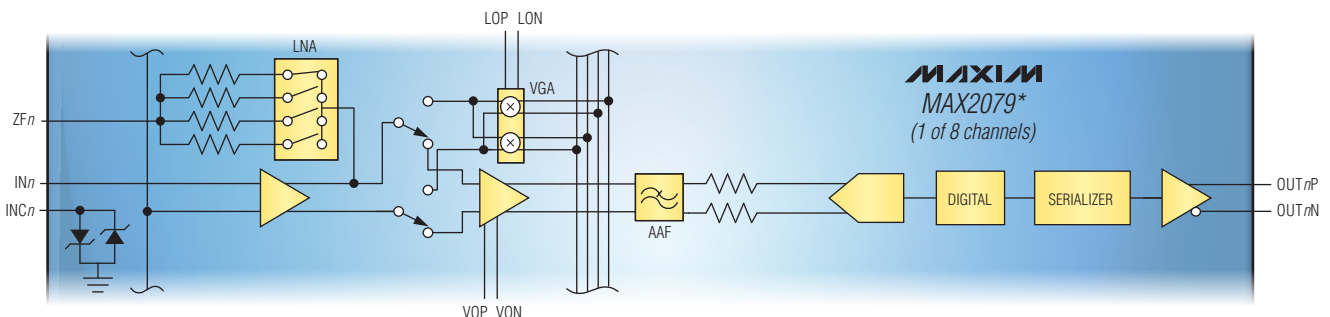 LOP LON
LNA
VGA
MAXIM
MAX2079*
(1 of 8 channels)
ZFn
INn
INCn
AAF
DIGITAL
SERIALIZER
OUTnP
OUTnN
VOP VON